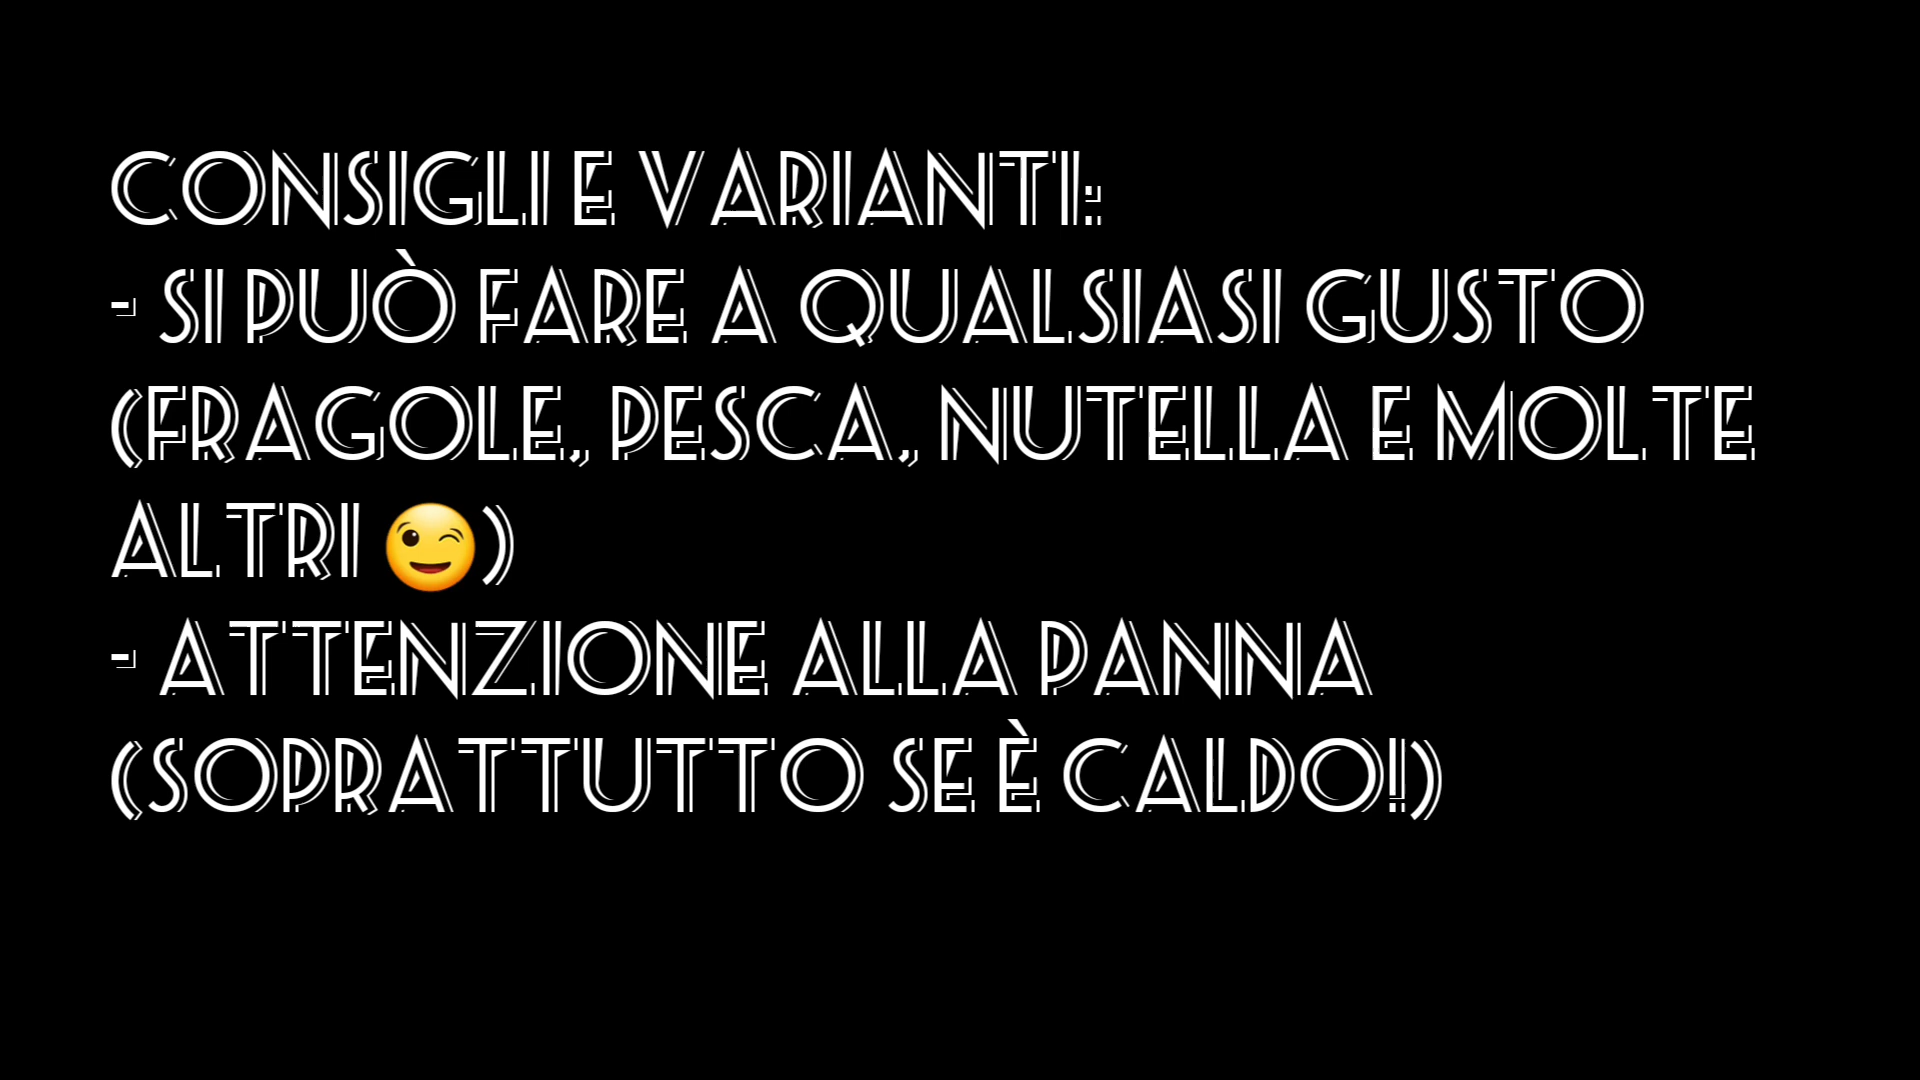 CONSIGLI E VARIANTI:
- SI PUÒ FARE A QUALSIASI GUSTO
(FRAGOLE, PESCA, NUTELLA E MOLTE
ALTRI 😉)
- ATTENZIONE ALLA PANNA
(SOPRATTUTTO SE È CALDO!)